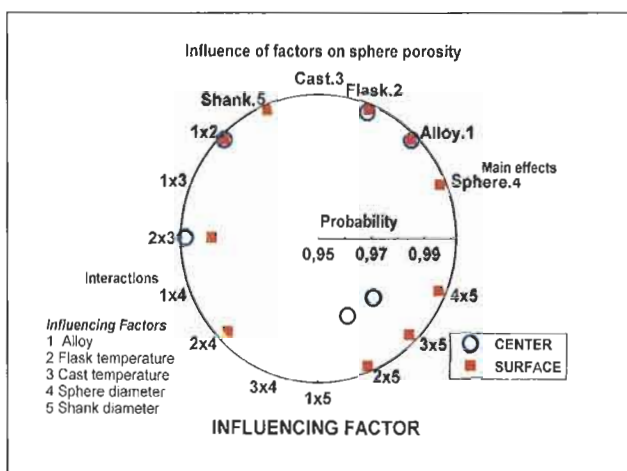 Influence of factors on sphere porosity
Cast.3
Flask.2
Shank.5
1x2
Alloy.1
Main effects
1x3
Sphere.4
Probability
2x3
0,95 0,97 0,99
Interactions
1x4
4x5
Influencing Factors
1 Alloy
2 Flask temperature
3 Cast temperature
4 Sphere diameter
5 Shank diameter
2x4
3x5
CENTER
SURFACE
2x5
3x4
1x5
INFLUENCING FACTOR